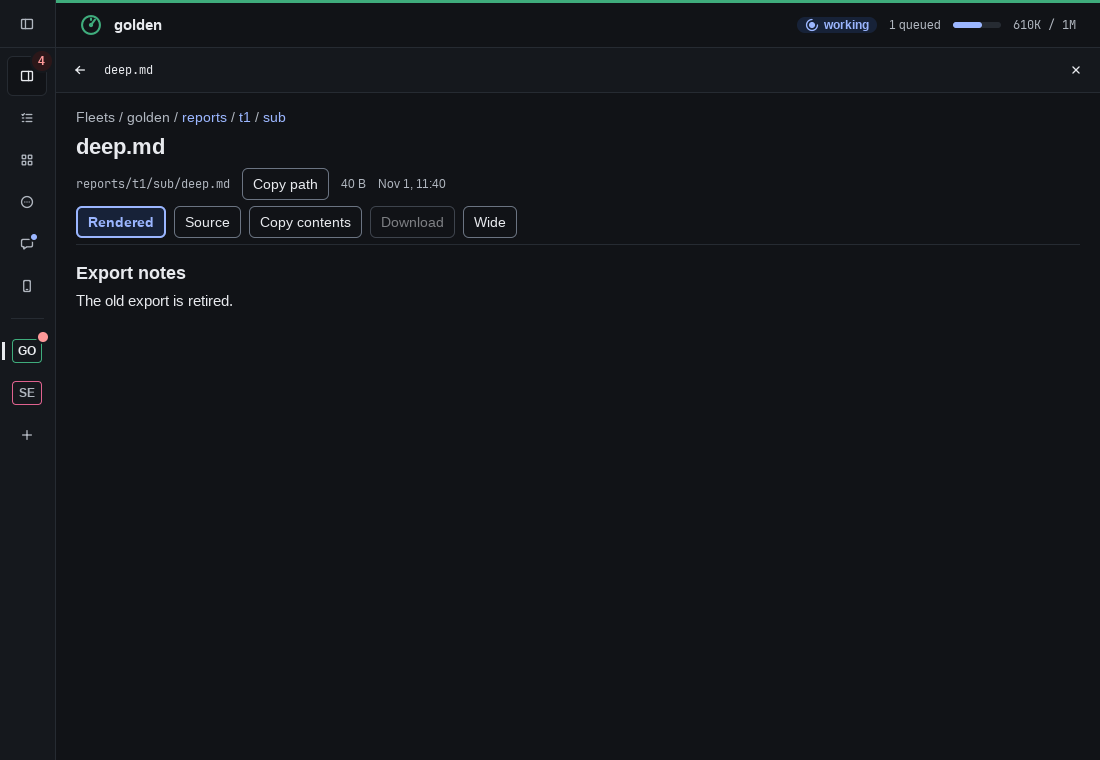 golden
working
1 queued
610K / 1M
4
deep.md
Fleets / golden / reports / t1 / sub
deep.md
reports/t1/sub/deep.md
Copy path
40 B
Nov 1, 11:40
Rendered
Source
Copy contents
Download
Wide
Export notes
The old export is retired.
GO
SE